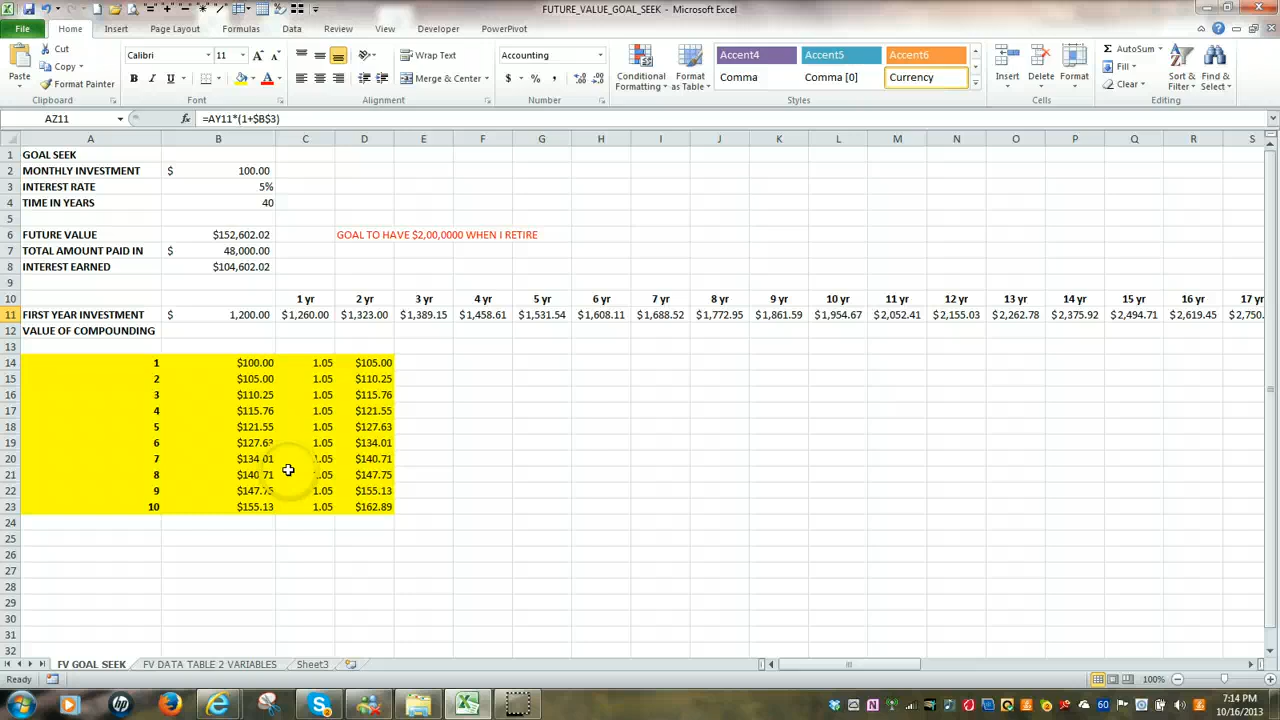 FUTURE_VALUE_GOAL_SEEK - Microsoft Excel
File Home Insert Page Layout Formulas Data Review View Developer PowerPivot
Paste Cut Copy Format Painter
Calibri 11
Wrap Text
Merge & Center
Accounting
Conditional Formatting
Format as Table
Accent4 Accent5 Accent6
Comma Comma [0] Currency
Insert Delete Format
AutoSum Fill Clear
Sort & Filter
Find & Select
Clipboard Font Alignment Number Styles Cells Editing
AZ11 fx =AY11*(1+$B$3)
A B C D E F G H I J K L M N O P Q R S
1 GOAL SEEK
2 MONTHLY INVESTMENT $ 100.00
3 INTEREST RATE 5%
4 TIME IN YEARS 40
5
6 FUTURE VALUE $152,602.02 GOAL TO HAVE $2,00,0000 WHEN I RETIRE
7 TOTAL AMOUNT PAID IN $ 48,000.00
8 INTEREST EARNED $104,602.02
9
10 1 yr 2 yr 3 yr 4 yr 5 yr 6 yr 7 yr 8 yr 9 yr 10 yr 11 yr 12 yr 13 yr 14 yr 15 yr 16 yr 17 yr
11 FIRST YEAR INVESTMENT $ 1,200.00 $1,260.00 $1,323.00 $1,389.15 $1,458.61 $1,531.54 $1,608.11 $1,688.52 $1,772.95 $1,861.59 $1,954.67 $2,052.41 $2,155.03 $2,262.78 $2,375.92 $2,494.71 $2,619.45 $2,750.
12 VALUE OF COMPOUNDING
13
14 1 $100.00 1.05 $105.00
15 2 $105.00 1.05 $110.25
16 3 $110.25 1.05 $115.76
17 4 $115.76 1.05 $121.55
18 5 $121.55 1.05 $127.63
19 6 $127.63 1.05 $134.01
20 7 $134.01 1.05 $140.71
21 8 $140.71 1.05 $147.75
22 9 $147.75 1.05 $155.13
23 10 $155.13 1.05 $162.89
24
25
26
27
28
29
30
31
32
FV GOAL SEEK FV DATA TABLE 2 VARIABLES Sheet3
Ready 100%
7:14 PM
10/16/2013